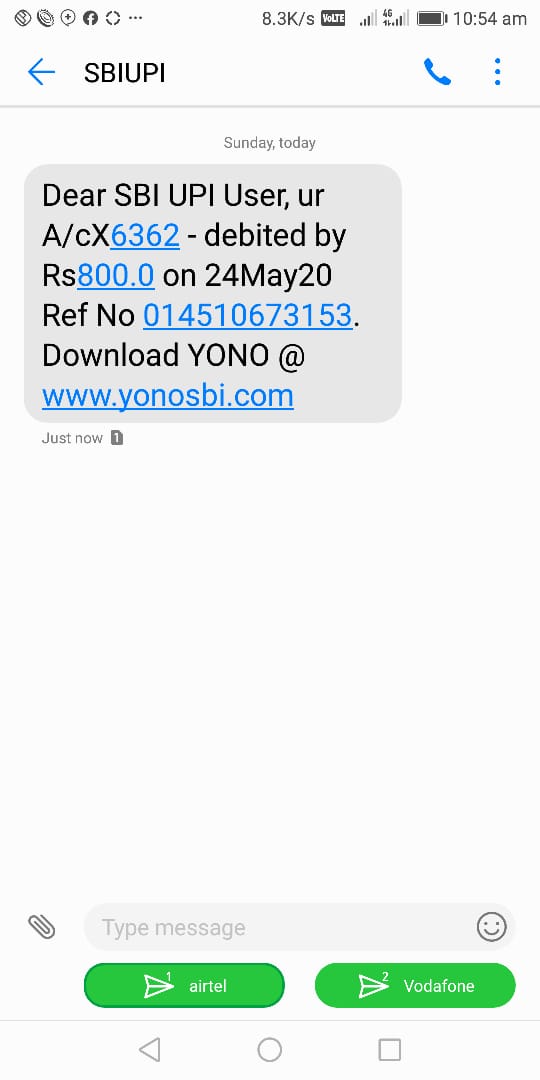 8.3K/s VoLTE 4G 10:54 am
SBIUPI
Sunday, today
Dear SBI UPI User, ur
A/cX6362 - debited by
Rs800.0 on 24May20
Ref No 014510673153.
Download YONO @
www.yonosbi.com
Just now 1
Type message
1 airtel
2 Vodafone